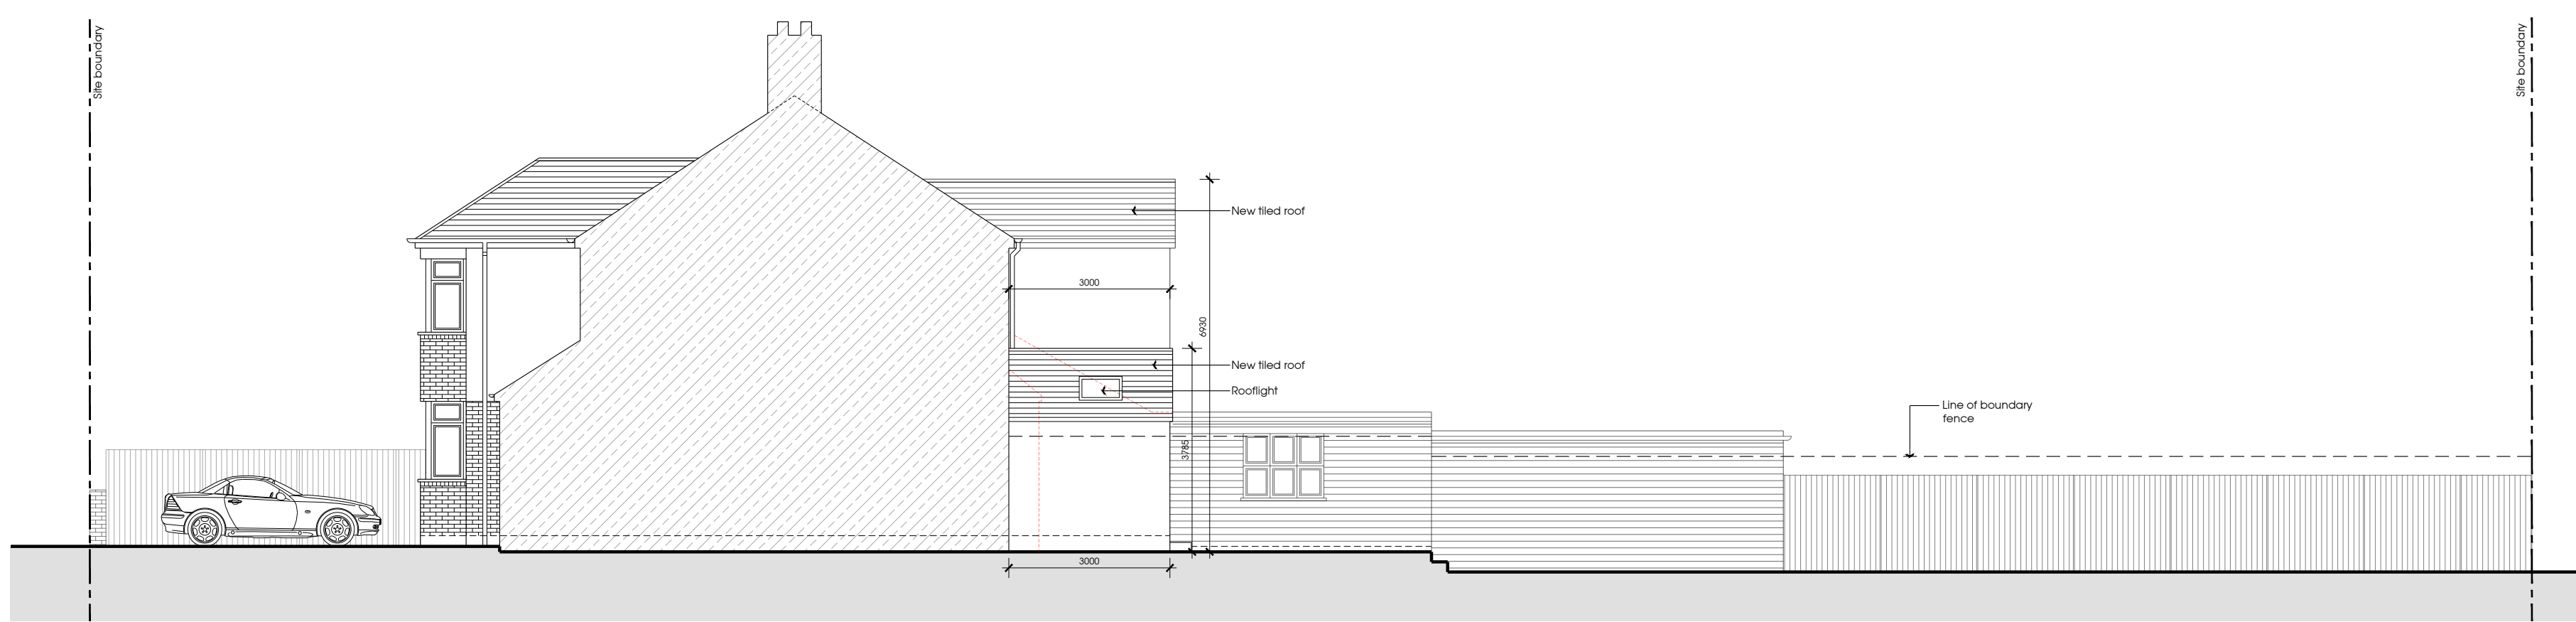 Site boundary
Site boundary
New tiled roof
3000
6930
New tiled roof
Rooflight
Line of boundary
fence
3785
3000